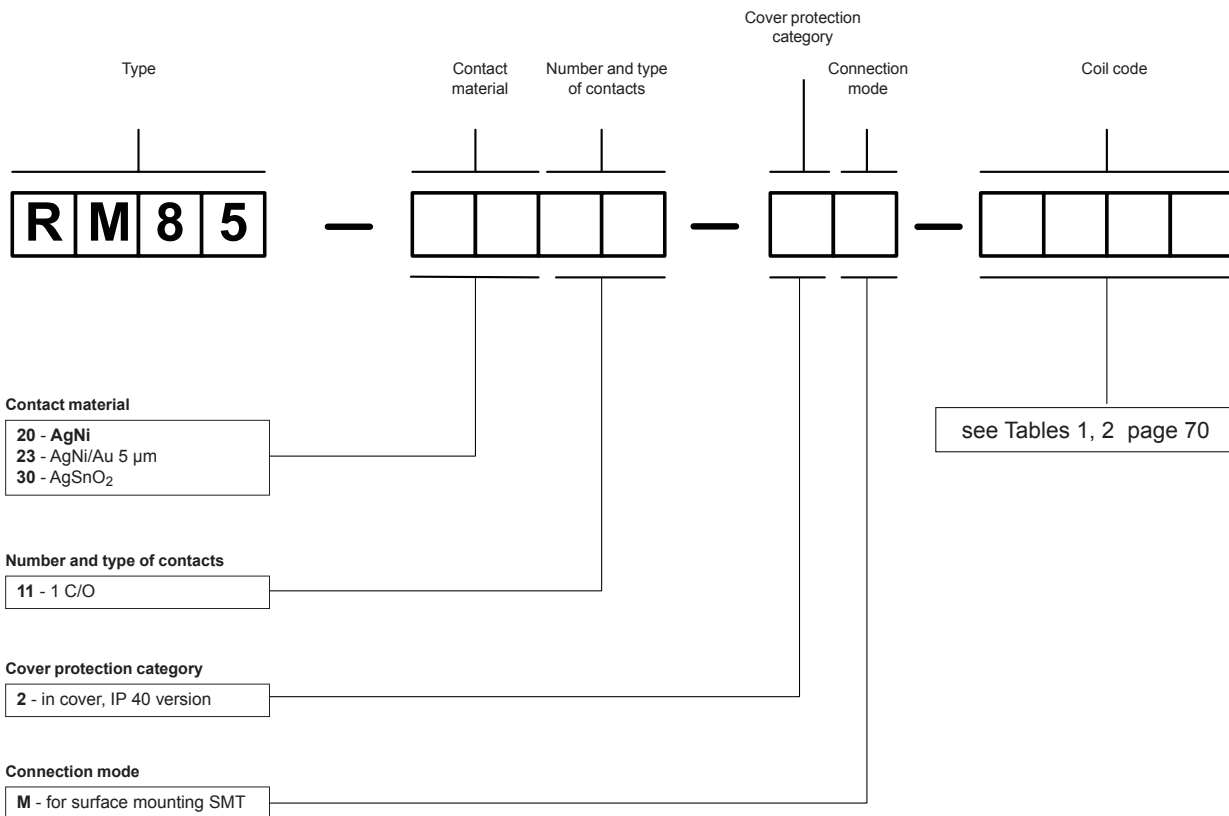 Cover protection
category
Type
Contact
material
Number and type
of contacts
Connection
mode
Coil code
RM85 — — —
Contact material
20 - AgNi
23 - AgNi/Au 5 µm
30 - AgSnO2
see Tables 1, 2 page 70
Number and type of contacts
11 - 1 C/O
Cover protection category
2 - in cover, IP 40 version
Connection mode
M - for surface mounting SMT